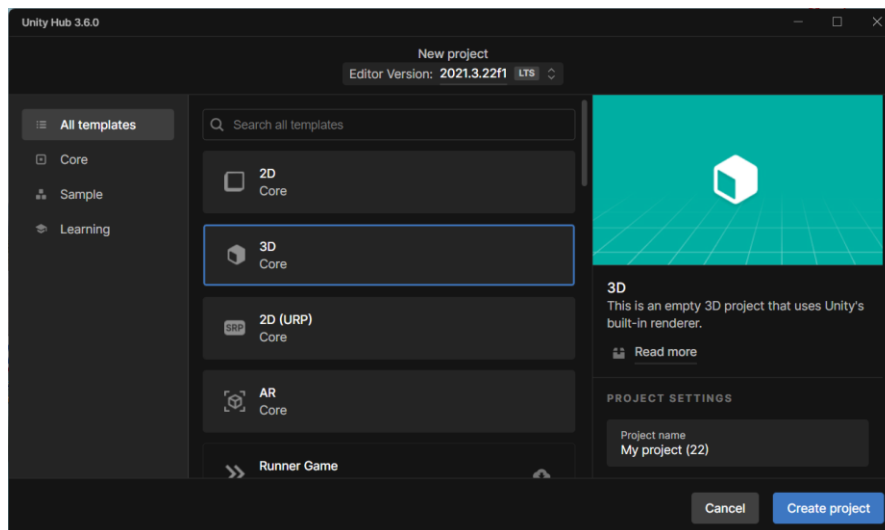 Unity Hub 3.6.0
New project
Editor Version: 2021.3.22f1 LTS
All templates
Core
Sample
Learning
Search all templates
2D
Core
3D
Core
SRP
2D (URP)
Core
AR
Core
Runner Game
3D
This is an empty 3D project that uses Unity's
built-in renderer.
Read more
PROJECT SETTINGS
Project name
My project (22)
Cancel
Create project